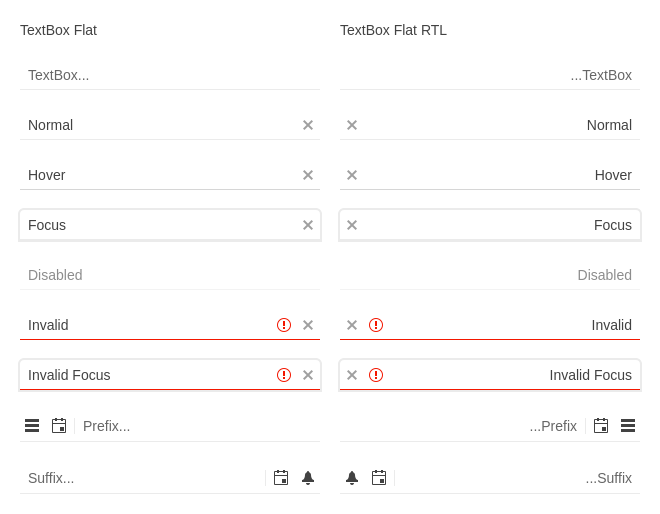 TextBox Flat
TextBox...
Normal
Hover
Focus
Disabled
Invalid
Invalid Focus
Prefix...
Suffix...
TextBox Flat RTL
...TextBox
Normal
Hover
Focus
Disabled
Invalid
Invalid Focus
...Prefix
...Suffix